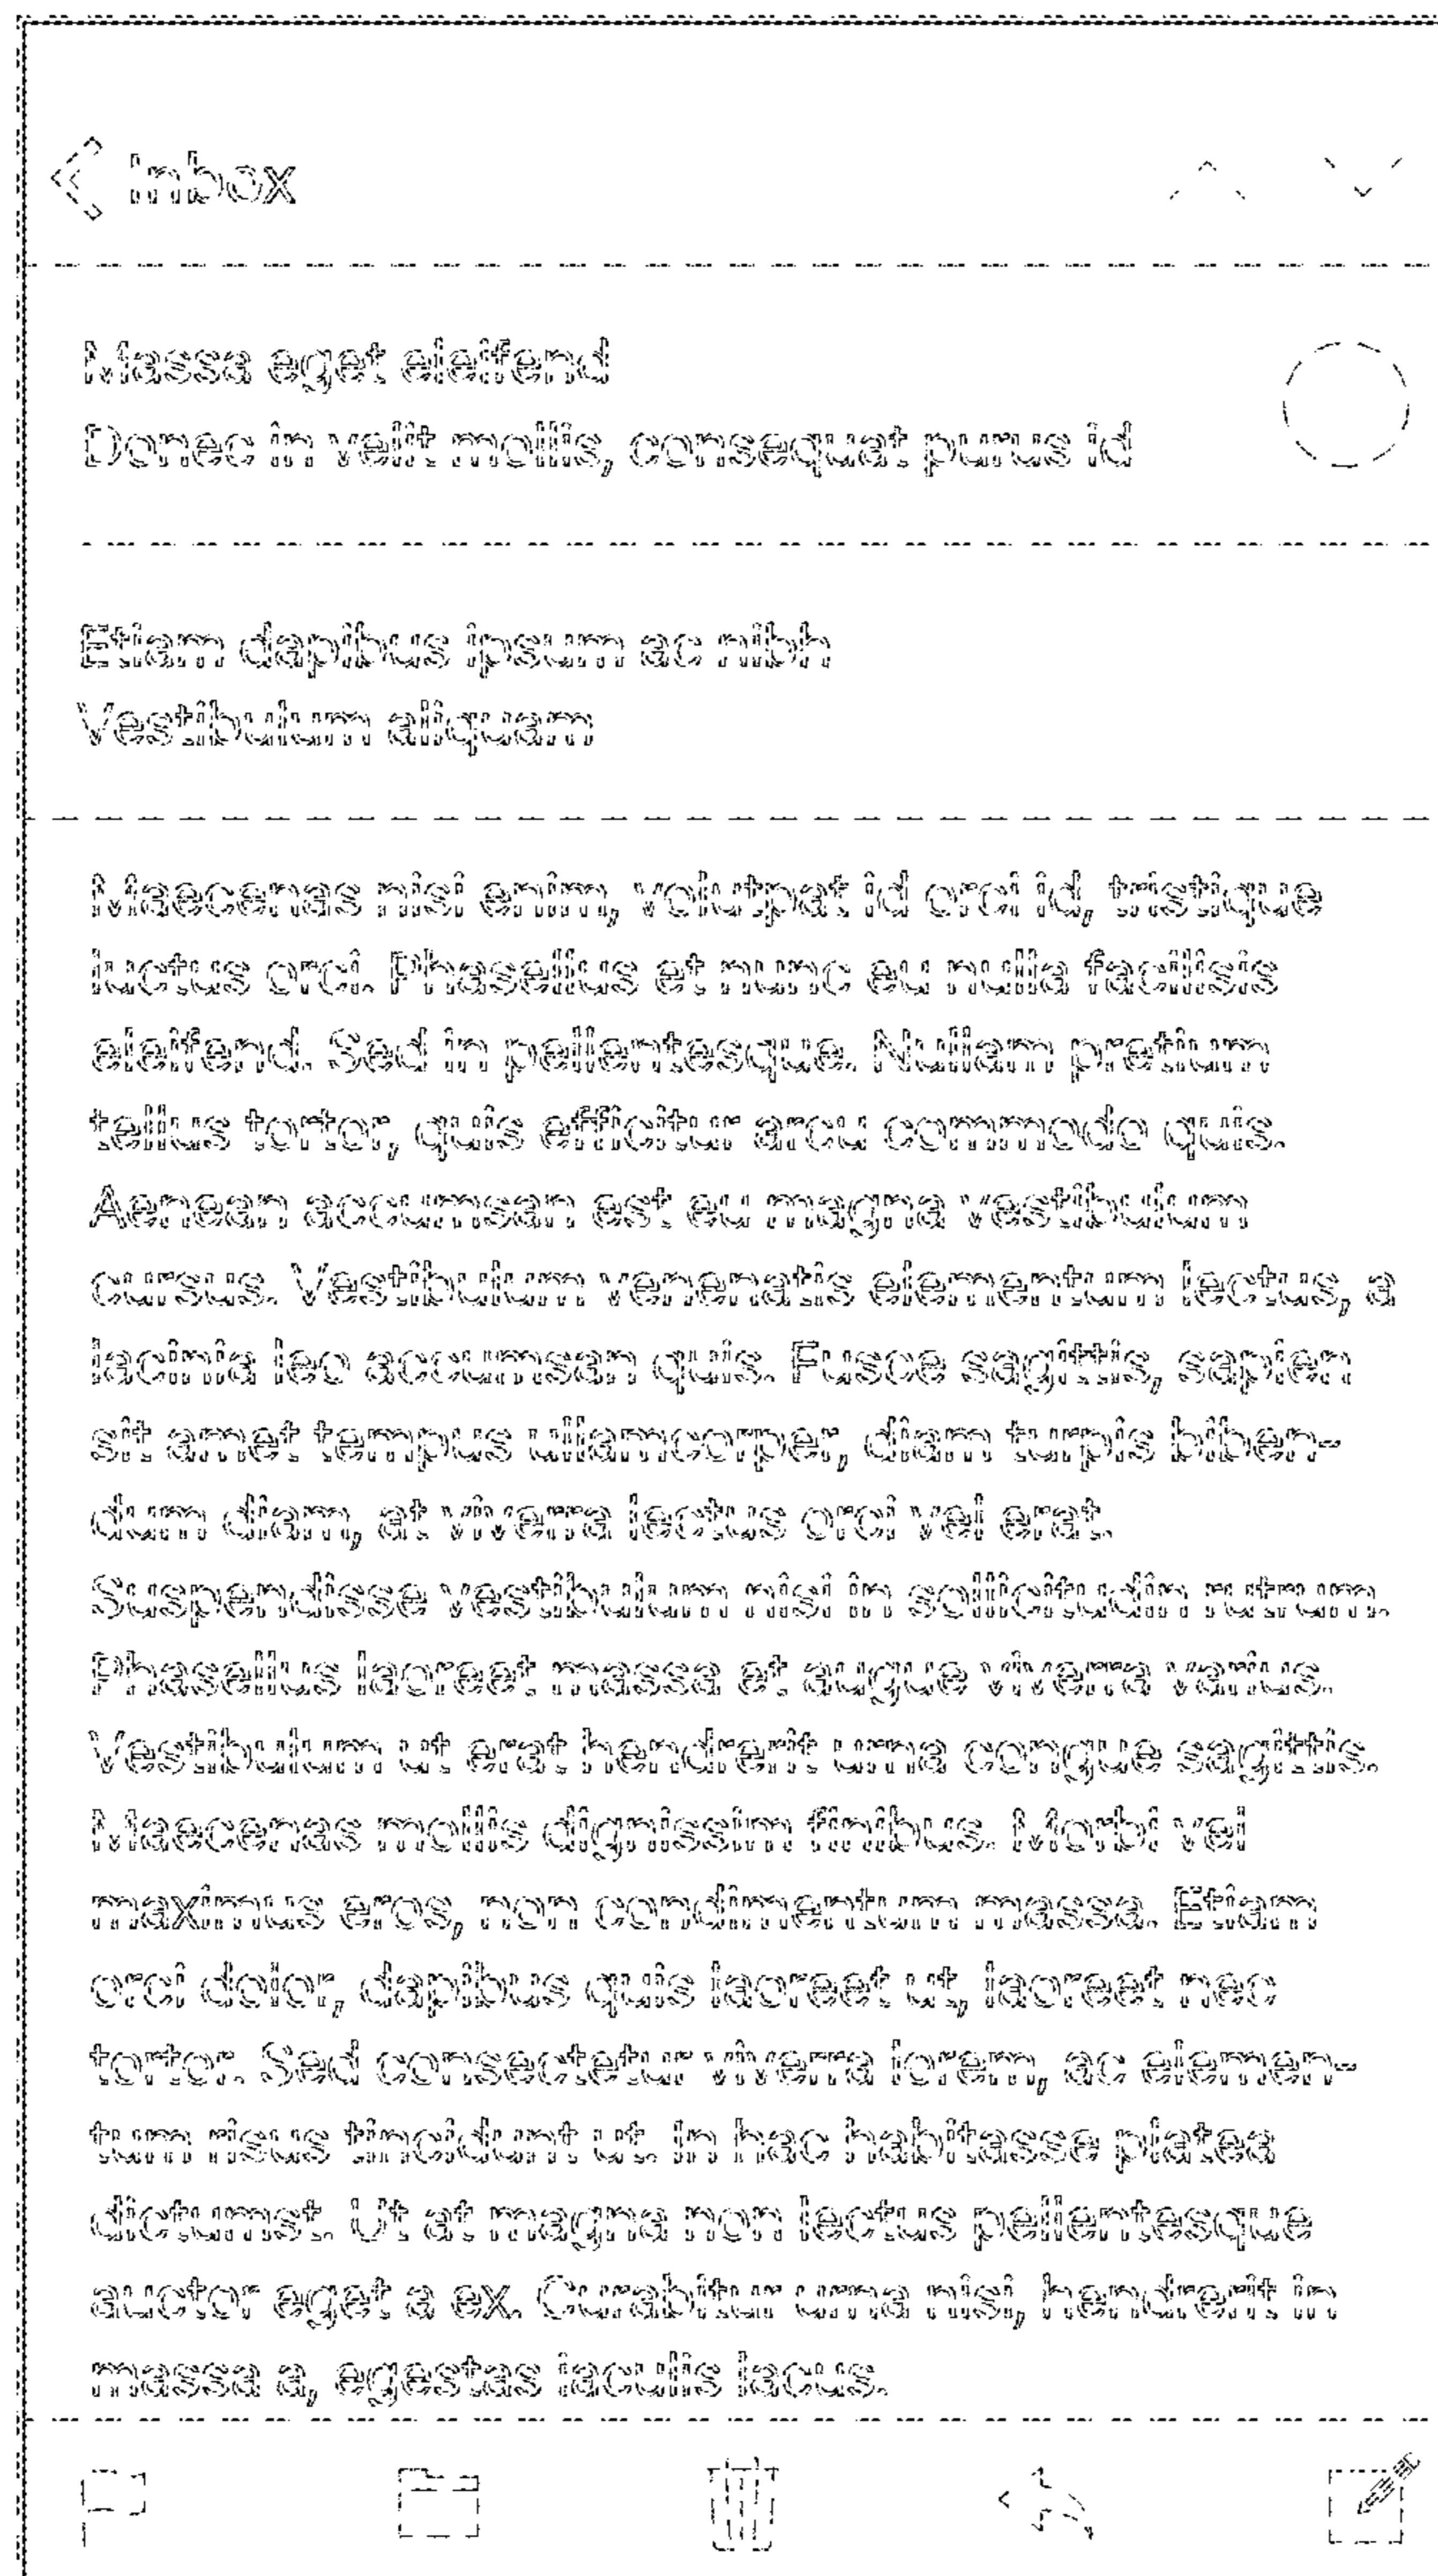 Inbox
Massa eget eleifend
Donec in velit mollis, consequat purus id
Etiam dapibus ipsum ac nibh
Vestibulum aliquam
Maecenas nisi enim, volutpat id orci id, tristique
luctus orci. Phasellus et nunc eu nulla facilisis
eleifend. Sed in pellentesque. Nullam pretium
tellus tortor, quis efficitur arcu commodo quis.
Aenean accumsan est eu magna vestibulum
cursus. Vestibulum venenatis elementum lectus, a
lacinia leo accumsan quis. Fusce sagittis, sapien
sit amet tempus ullamcorper, diam turpis biben-
dum diam, at viverra lectus orci vel erat.
Suspendisse vestibulum nisi in sollicitudin rutrum.
Phasellus laoreet massa et augue viverra varius.
Vestibulum ut erat hendrerit urna congue sagittis.
Maecenas mollis dignissim finibus. Morbi vel
maximus eros, non condimentum massa. Etiam
orci dolor, dapibus quis laoreet ut, laoreet nec
tortor. Sed consectetur viverra lorem, ac elemen-
tum risus tincidunt ut. In hac habitasse platea
dictumst. Ut at magna non lectus pellentesque
auctor eget a ex. Curabitur urna nisi, hendrerit in
massa a, egestas iaculis lacus.